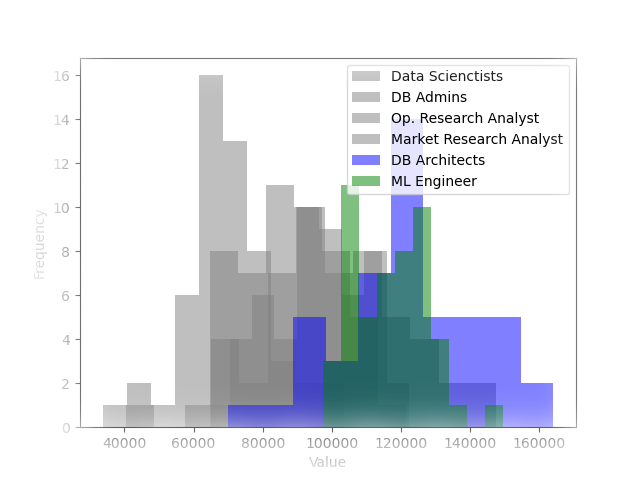 Data Scienctists
DB Admins
Op. Research Analyst
Market Research Analyst
DB Architects
ML Engineer
16
14
12
10
8
6
4
2
0
Frequency
40000 60000 80000 100000 120000 140000 160000
Value